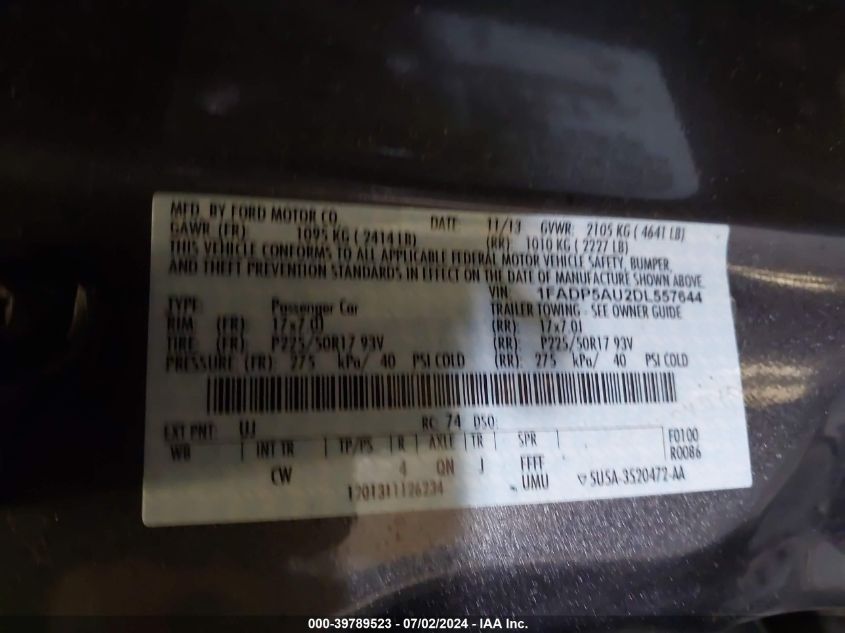 MFD. BY FORD MOTOR CO. DATE: 11/13 GVWR: 2105 KG ( 4641 LB)
GAWR (FR): 1095 KG ( 2414 LB) (RR): 1010 KG ( 2227 LB)
THIS VEHICLE CONFORMS TO ALL APPLICABLE FEDERAL MOTOR VEHICLE SAFETY, BUMPER,
AND THEFT PREVENTION STANDARDS IN EFFECT ON THE DATE OF MANUFACTURE SHOWN ABOVE.
VIN: 1FADP5AU2DL557644
TYPE: Passenger Car TRAILER TOWING - SEE OWNER GUIDE
RIM (FR): 17x7.0J (RR): 17x7.0J
TIRE: (FR): P225/50R17 93V (RR): P225/50R17 93V
PRESSURE (FR): 275 kPa/ 40 PSI COLD (RR): 275 kPa/ 40 PSI COLD
EXT PNT: UJ RC: 74 DSO:
WB INT TR TP/PS R AXLE TR SPR F0100
CW 4 QN J FFFF R0086
1201311126234 UMU ▽ SU5A-3S20472-AA
000-39789523 / 07/02/2024 - IAA Inc.